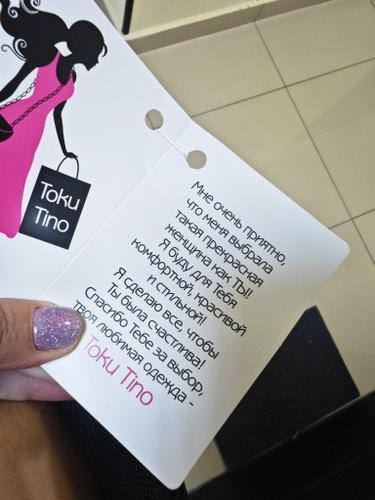 Toku
Tino
Мне очень приятно,
что меня выбрала
такая прекрасная
женщина как ТЫ!
Я буду для Тебя
комфортной, красивой
и стильной!
Я сделаю все, чтобы
Ты была счастлива!
Спасибо Тебе за выбор,
твоя любимая одежда -
Toku Tino